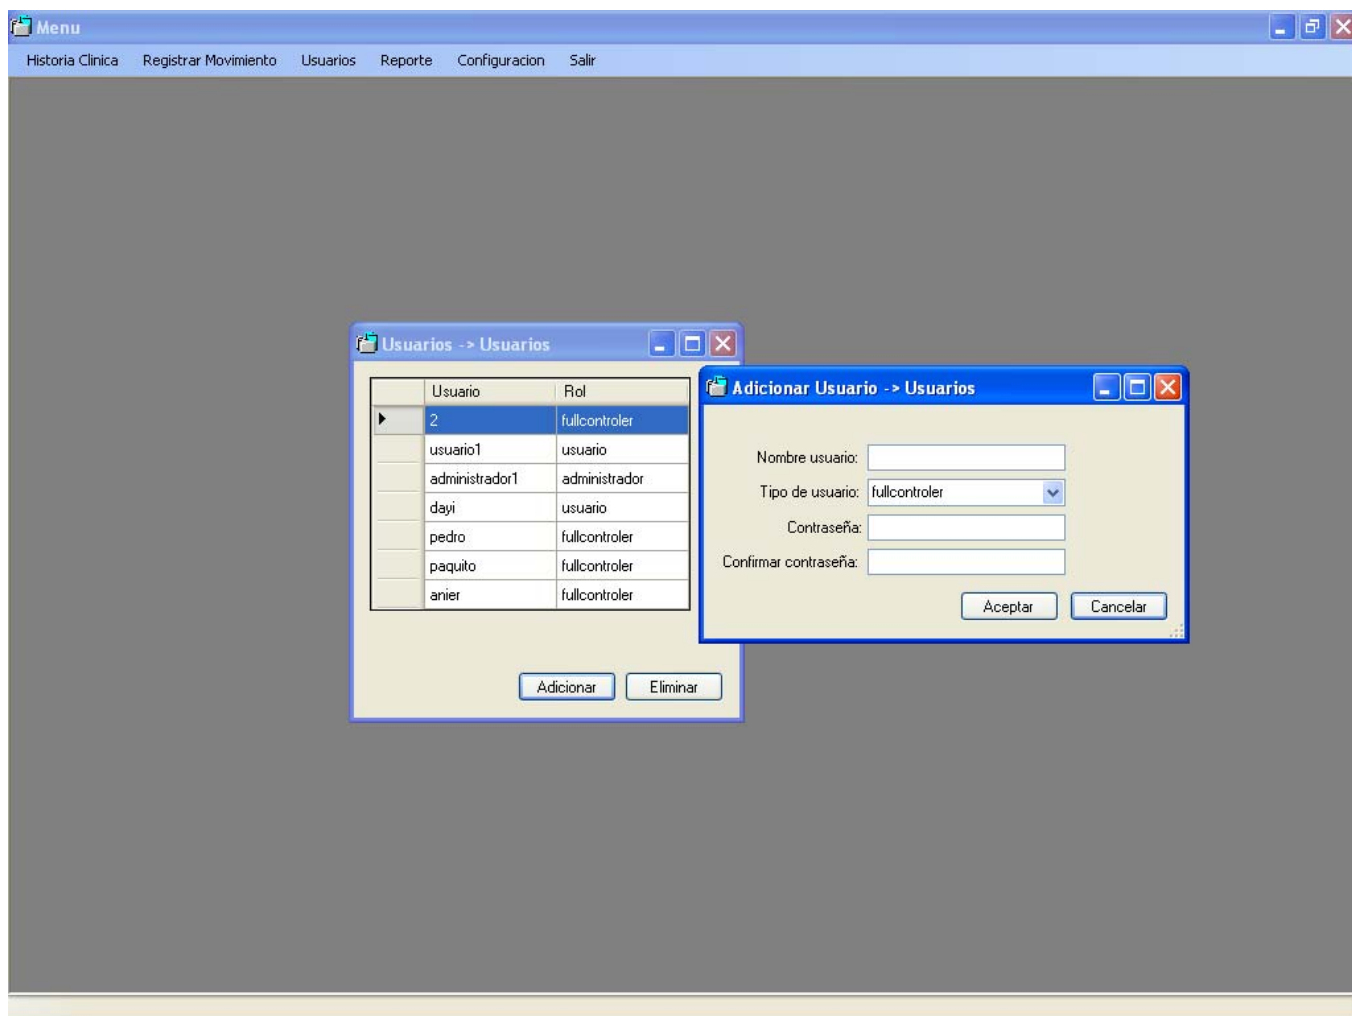 Menu
Historia Clinica Registrar Movimiento Usuarios Reporte Configuracion Salir
Usuarios -> Usuarios
Usuario Rol
2 fullcontroler
usuario1 usuario
administrador1 administrador
dayi usuario
pedro fullcontroler
paquito fullcontroler
anier fullcontroler
Adicionar Eliminar
Adicionar Usuario -> Usuarios
Nombre usuario:
Tipo de usuario: fullcontroler
Contraseña:
Confirmar contraseña:
Aceptar Cancelar